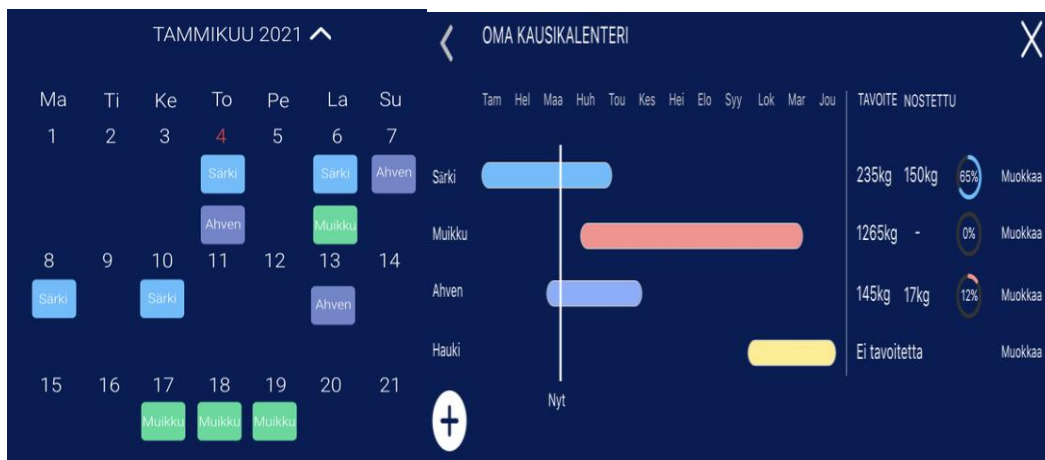 TAMMIKUU 2021
Ma Ti Ke To Pe La Su
1 2 3 4 5 6 7
Särki Särki Ahven
Ahven Muikku
8 9 10 11 12 13 14
Särki Särki Ahven
15 16 17 18 19 20 21
Muikku Muikku Muikku
OMA KAUSIKALENTERI
Tam Hel Maa Huh Tou Kes Hei Elo Syy Lok Mar Jou TAVOITE NOSTETTU
Särki 235kg 150kg 65% Muokkaa
Muikku 1265kg - 0% Muokkaa
Ahven 145kg 17kg 12% Muokkaa
Hauki Ei tavoitetta Muokkaa
Nyt